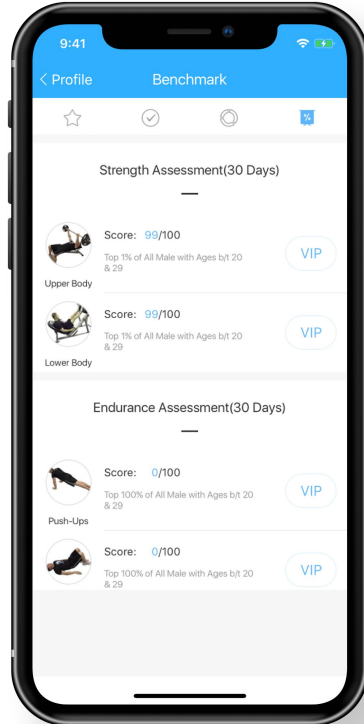 9:41
< Profile
Benchmark
%
Strength Assessment(30 Days)
Score: 99/100
Top 1% of All Male with Ages b/t 20
& 29
VIP
Upper Body
Score: 99/100
Top 1% of All Male with Ages b/t 20
& 29
VIP
Lower Body
Endurance Assessment(30 Days)
Score: 0/100
Top 100% of All Male with Ages b/t 20
& 29
VIP
Push-Ups
Score: 0/100
Top 100% of All Male with Ages b/t 20
& 29
VIP